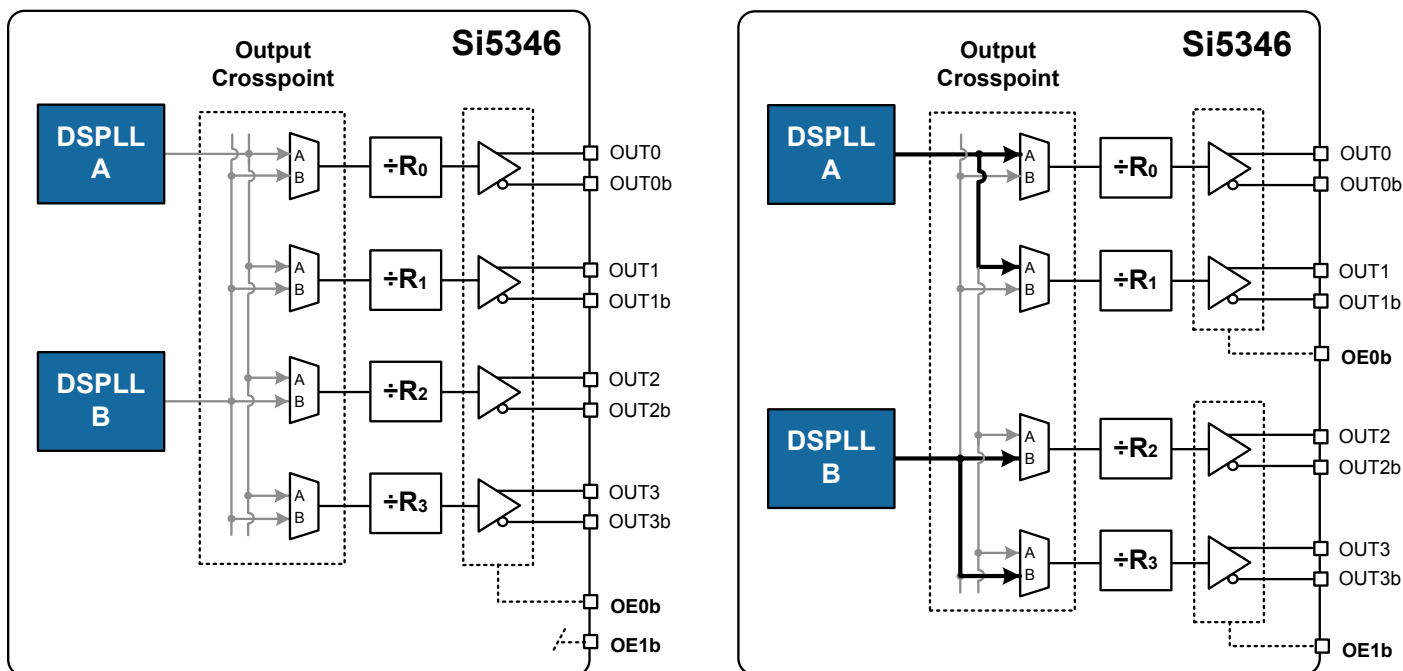 Si5346
Output
Crosspoint
DSPLL
A
A
B
÷R0
OUT0
OUT0b
A
B
÷R1
OUT1
OUT1b
DSPLL
B
A
B
÷R2
OUT2
OUT2b
A
B
÷R3
OUT3
OUT3b
OE0b
OE1b
Si5346
Output
Crosspoint
DSPLL
A
A
B
÷R0
OUT0
OUT0b
A
B
÷R1
OUT1
OUT1b
OE0b
DSPLL
B
A
B
÷R2
OUT2
OUT2b
A
B
÷R3
OUT3
OUT3b
OE1b